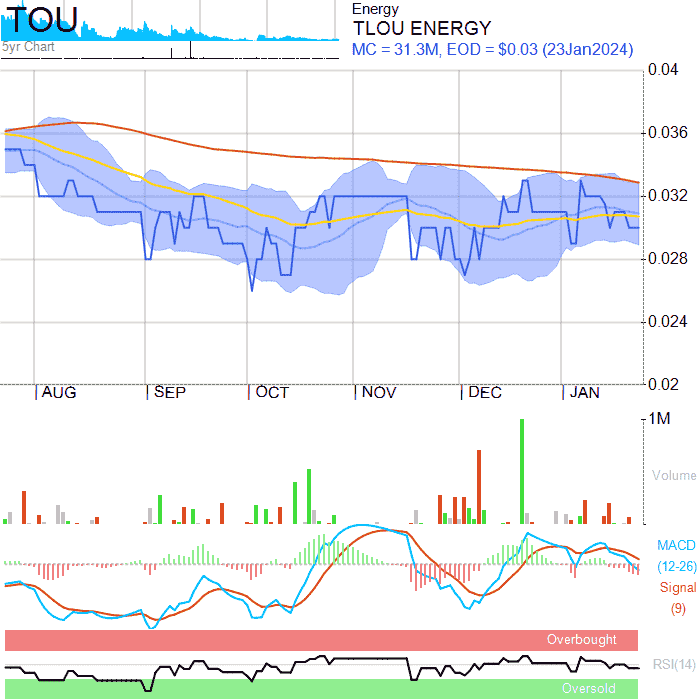 TOU
5yr Chart
Energy
TLOU ENERGY
MC = 31.3M, EOD = $0.03 (23Jan2024)
0.04
0.036
0.032
0.028
0.024
0.02
AUG SEP OCT NOV DEC JAN
1M
Volume
MACD
(12-26)
Signal
(9)
Overbought
RSI(14)
Oversold